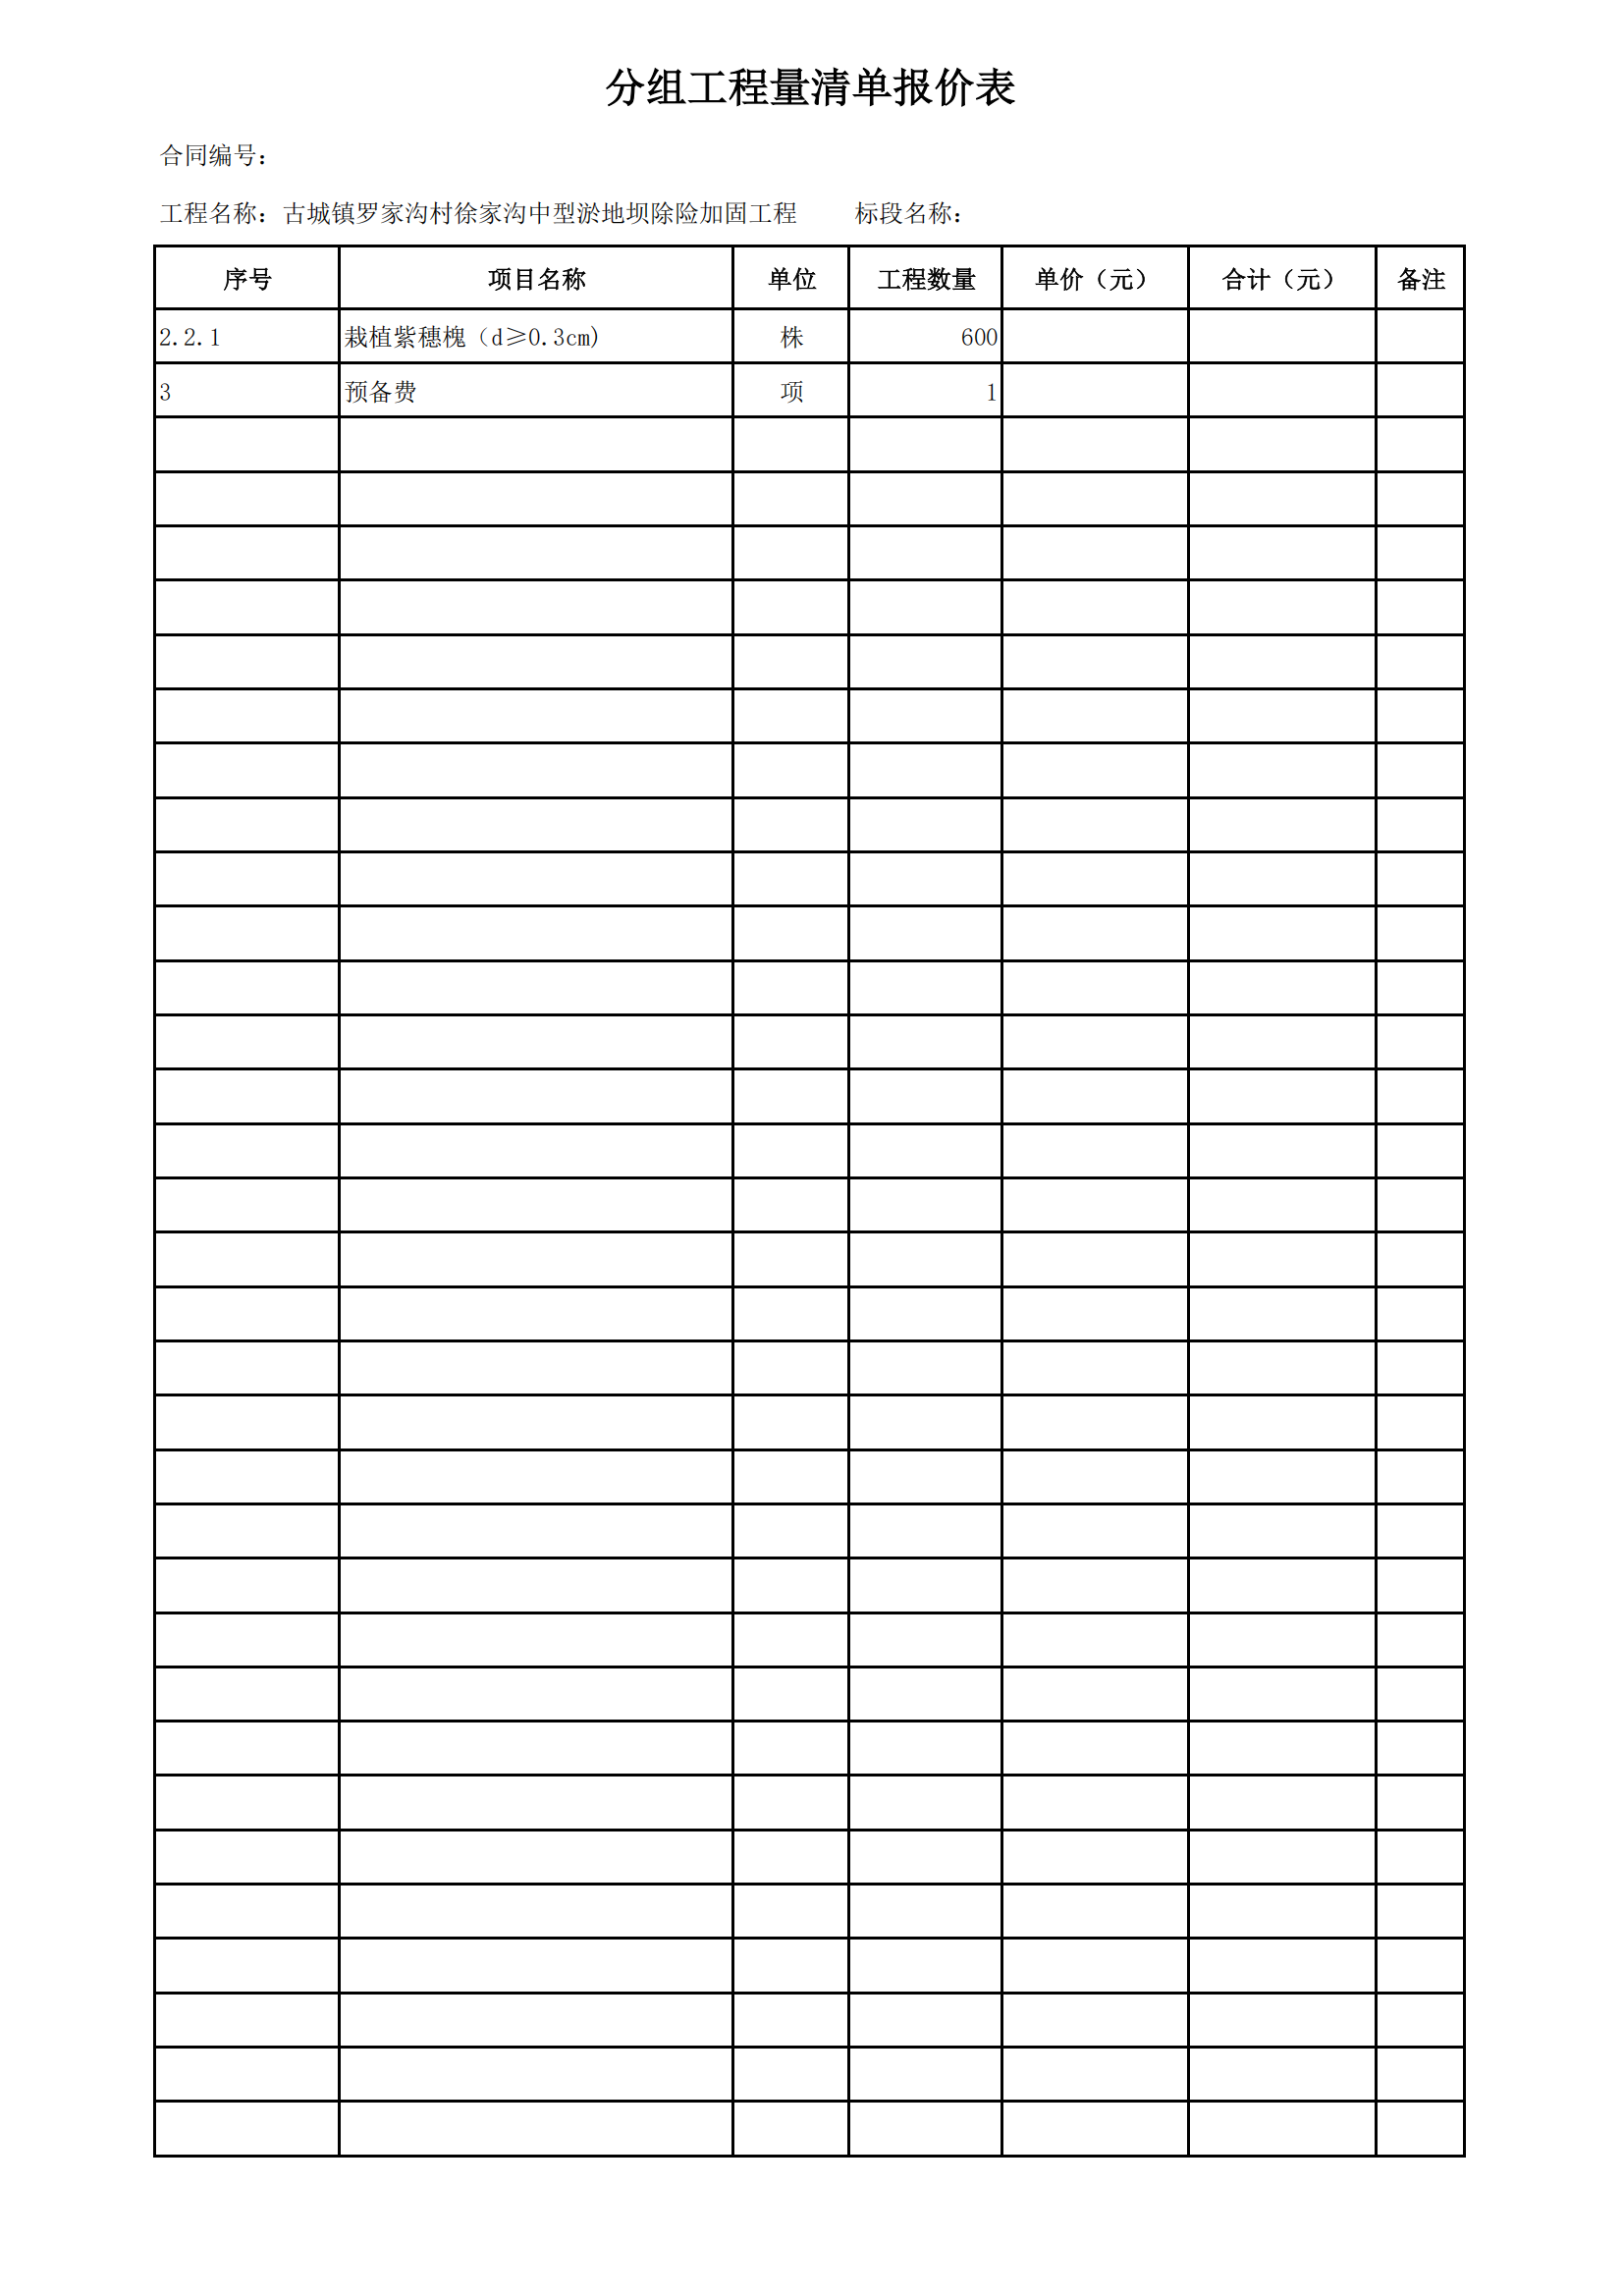 分组工程量清单报价表
合同编号：
工程名称：古城镇罗家沟村徐家沟中型淤地坝除险加固工程 标段名称：
序号 项目名称 单位 工程数量 单价（元） 合计（元） 备注
2.2.1 栽植紫穗槐（d≥0.3cm) 株 600
3 预备费 项 1